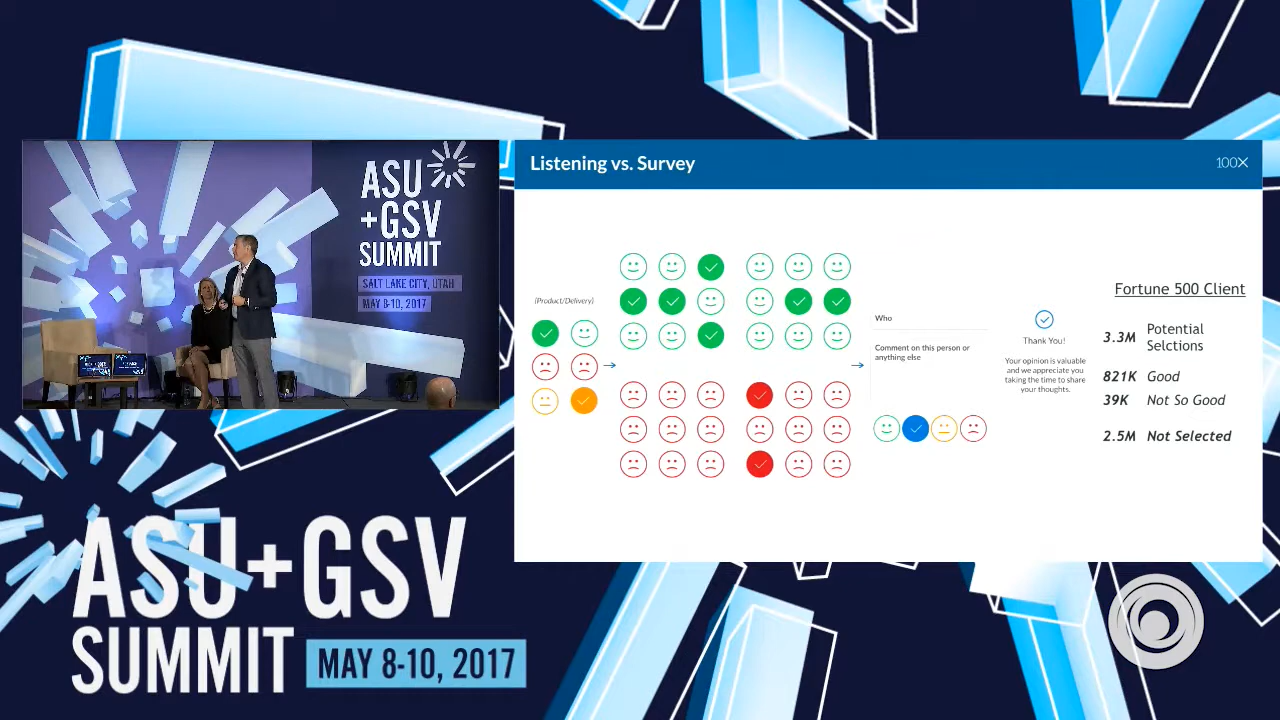 ASU
+GSV
SUMMIT
SALT LAKE CITY, UTAH
MAY 8-10, 2017
Listening vs. Survey
100X
(Product/Delivery)
Who
Comment on this person or
anything else
Thank You!
Your opinion is valuable
and we appreciate you
taking the time to share
your thoughts.
Fortune 500 Client
3.3M Potential
Selctions
821K Good
39K Not So Good
2.5M Not Selected
ASU+GSV
SUMMIT MAY 8-10, 2017